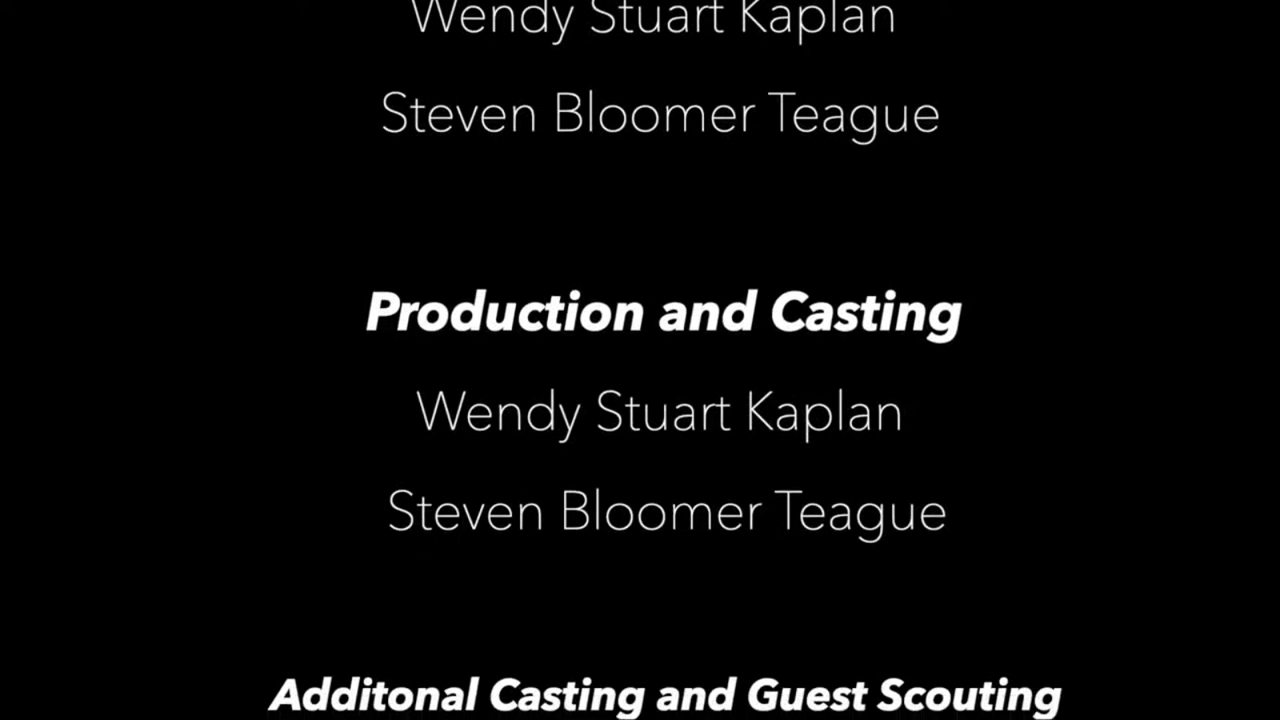 Wendy Stuart Kaplan
Steven Bloomer Teague
Production and Casting
Wendy Stuart Kaplan
Steven Bloomer Teague
Additonal Casting and Guest Scouting